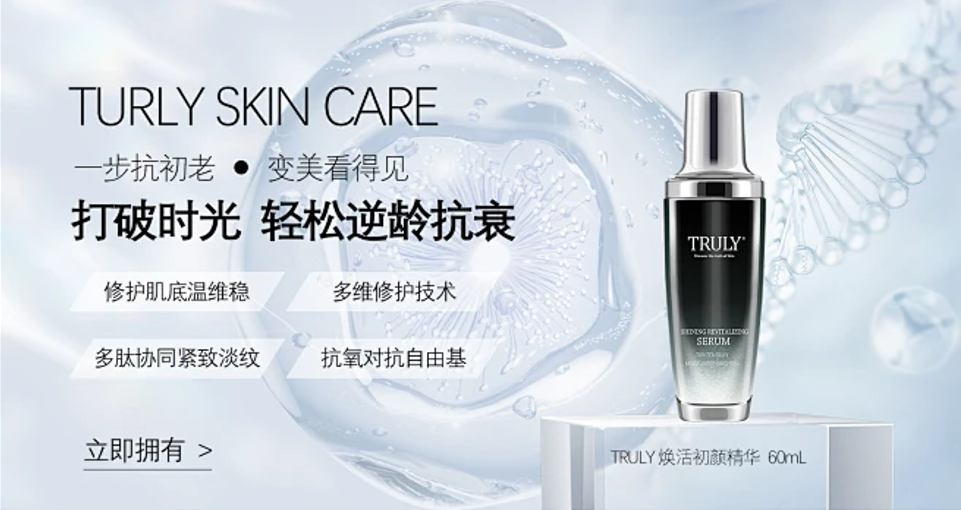 TURLY SKIN CARE
一步抗初老 ● 变美看得见
打破时光 轻松逆龄抗衰
修护肌底温维稳
多维修护技术
多肽协同紧致淡纹
抗氧对抗自由基
立即拥有 >
TRULY®
SHINING REVITALIZING
SERUM
TRULY 焕活初颜精华 60mL